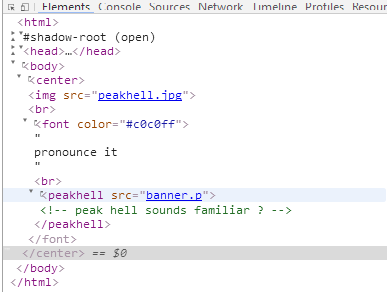 Elements Network Sources Timeline Profiles Resour
<html>
#shadow-root (open)
<head>…</head>
<body>
<center>
<img src="peakhell.jpg">
<br>
<font color="#c0c0ff">
"
pronounce it
"
<br>
<peakhell src="banner.p">
<!-- peak hell sounds familiar ? -->
</peakhell>
</font>
</center> == $0
</body>
</html>